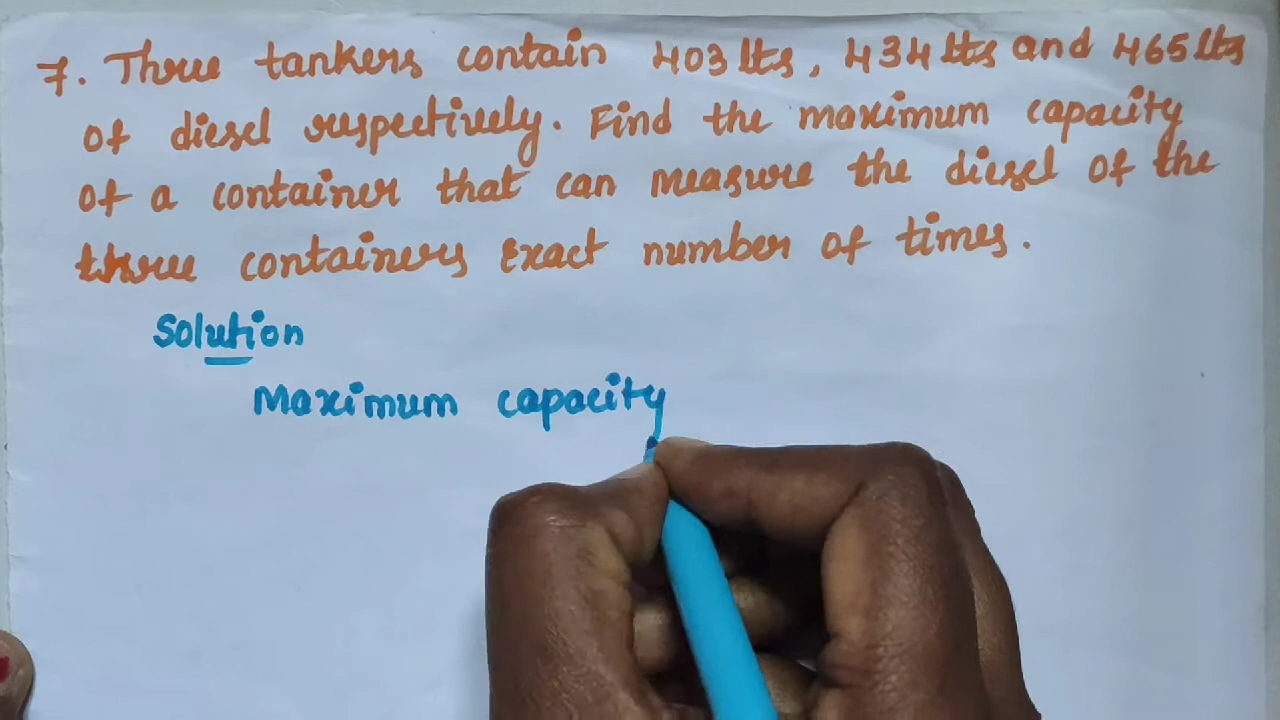 7. Three tankers contain 403 lts, 434 lts and 465 lts
of diesel respectively. Find the maximum capacity
of a container that can measure the diesel of the
three containers exact number of times.
Solution
Maximum capacity